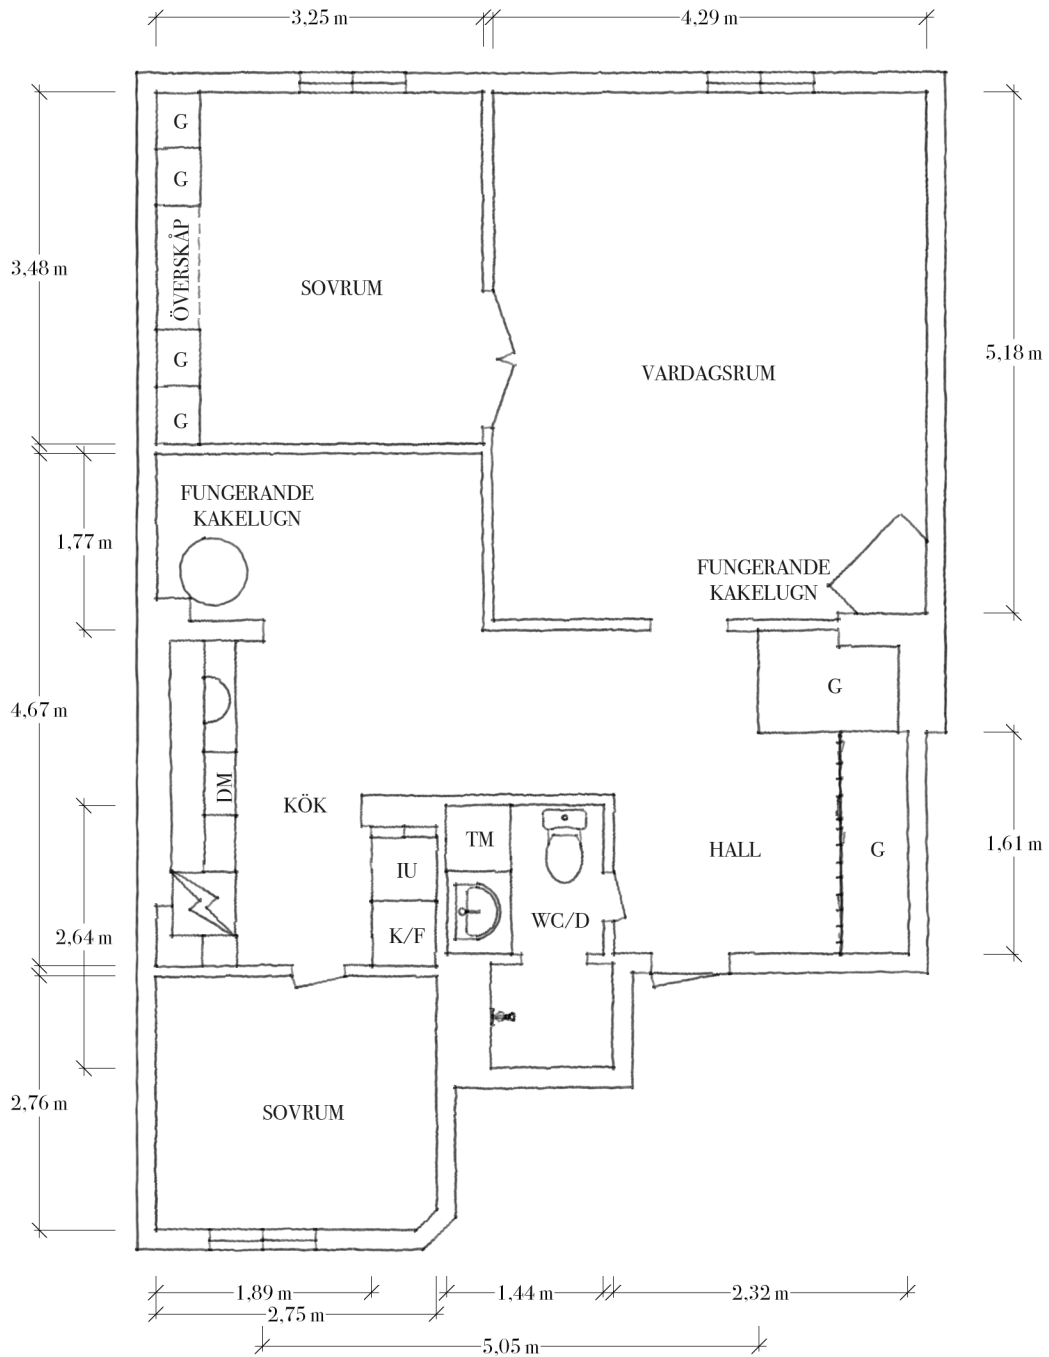 3,25 m
4,29 m
G
G
ÖVERSKÅP
3,48 m
SOVRUM
G
5,18 m
VARDAGSRUM
G
FUNGERANDE
KAKELUGN
1,77 m
FUNGERANDE
KAKELUGN
G
4,67 m
DM
KÖK
TM
HALL
G
1,61 m
IU
WC/D
K/F
2,64 m
2,76 m
SOVRUM
1,89 m
1,44 m
2,32 m
2,75 m
5,05 m